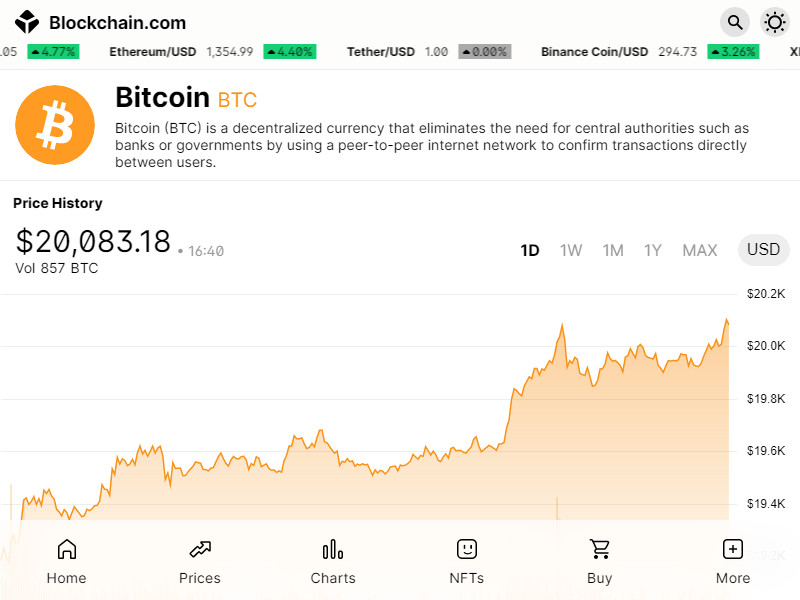 Blockchain.com
.05 4.77% Ethereum/USD 1,354.99 4.40% Tether/USD 1.00 0.00% Binance Coin/USD 294.73 3.26%
Bitcoin BTC
Bitcoin (BTC) is a decentralized currency that eliminates the need for central authorities such as
banks or governments by using a peer-to-peer internet network to confirm transactions directly
between users.
Price History
$20,083.18 • 16:40
Vol 857 BTC
1D 1W 1M 1Y MAX USD
$20.2K
$20.0K
$19.8K
$19.6K
$19.4K
Home Prices Charts NFTs Buy More